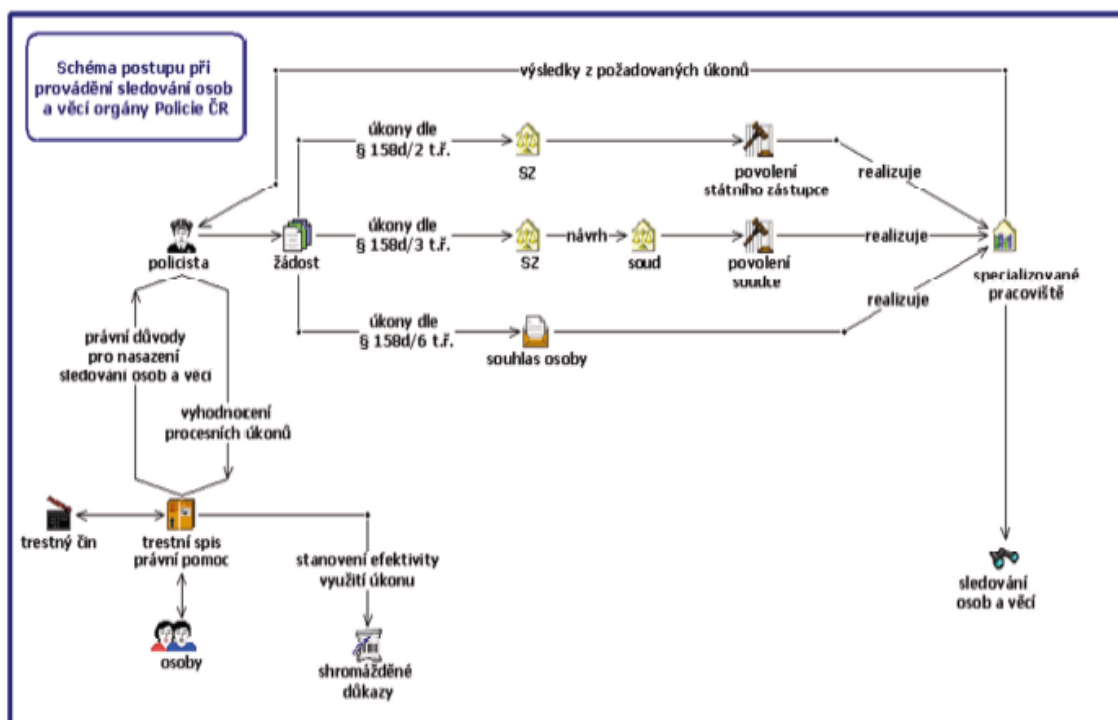 Schéma postupu při
provádění sledování osob
a věcí orgány Policie ČR
výsledky z požadovaných úkonů
úkony dle
§ 158d/2 t.ř.
SZ
povolení
státního zástupce
realizuje
policista
žádost
úkony dle
§ 158d/3 t.ř.
SZ
návrh
soud
povolení
soudce
realizuje
specializované
pracoviště
úkony dle
§ 158d/6 t.ř.
souhlas osoby
realizuje
právní důvody
pro nasazení
sledování osob a věcí
vyhodnocení
procesních úkonů
trestný čin
trestní spis
právní pomoc
stanovení efektivity
využití úkonu
osoby
shromážděné
důkazy
sledování
osob a věcí